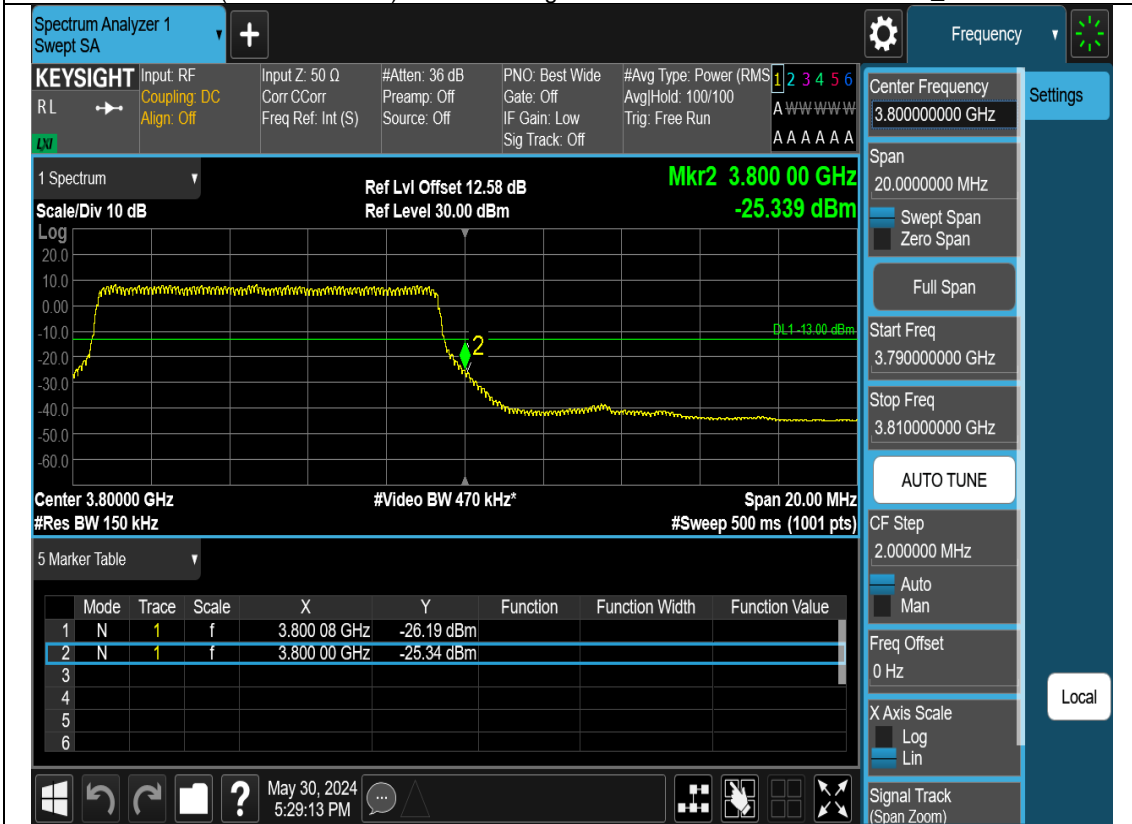 Spectrum Analyzer 1
Swept SA
+
Frequency
KEYSIGHT
RL
LXI
Input: RF
Coupling: DC
Align: Off
Input Z: 50 Ω
Corr CCorr
Freq Ref: Int (S)
#Atten: 36 dB
Preamp: Off
Source: Off
PNO: Best Wide
Gate: Off
IF Gain: Low
Sig Track: Off
#Avg Type: Power (RMS
Avg|Hold: 100/100
Trig: Free Run
1 2 3 4 5 6
A W W W W W
A A A A A A
1 Spectrum
Scale/Div 10 dB
Ref Lvl Offset 12.58 dB
Ref Level 30.00 dBm
Mkr2 3.800 00 GHz
-25.339 dBm
Log
20.0
10.0
0.00
-10.0
-20.0
-30.0
-40.0
-50.0
-60.0
DL1 -13.00 dBm
2
Center 3.80000 GHz
#Video BW 470 kHz*
Span 20.00 MHz
#Res BW 150 kHz
#Sweep 500 ms (1001 pts)
5 Marker Table
Mode Trace Scale X Y Function Function Width Function Value
1 N 1 f 3.800 08 GHz -26.19 dBm
2 N 1 f 3.800 00 GHz -25.34 dBm
3
4
5
6
?
May 30, 2024
5:29:13 PM
Center Frequency
3.800000000 GHz
Span
20.0000000 MHz
Swept Span
Zero Span
Full Span
Start Freq
3.790000000 GHz
Stop Freq
3.810000000 GHz
AUTO TUNE
CF Step
2.000000 MHz
Auto
Man
Freq Offset
0 Hz
X Axis Scale
Log
Lin
Signal Track
(Span Zoom)
Settings
Local